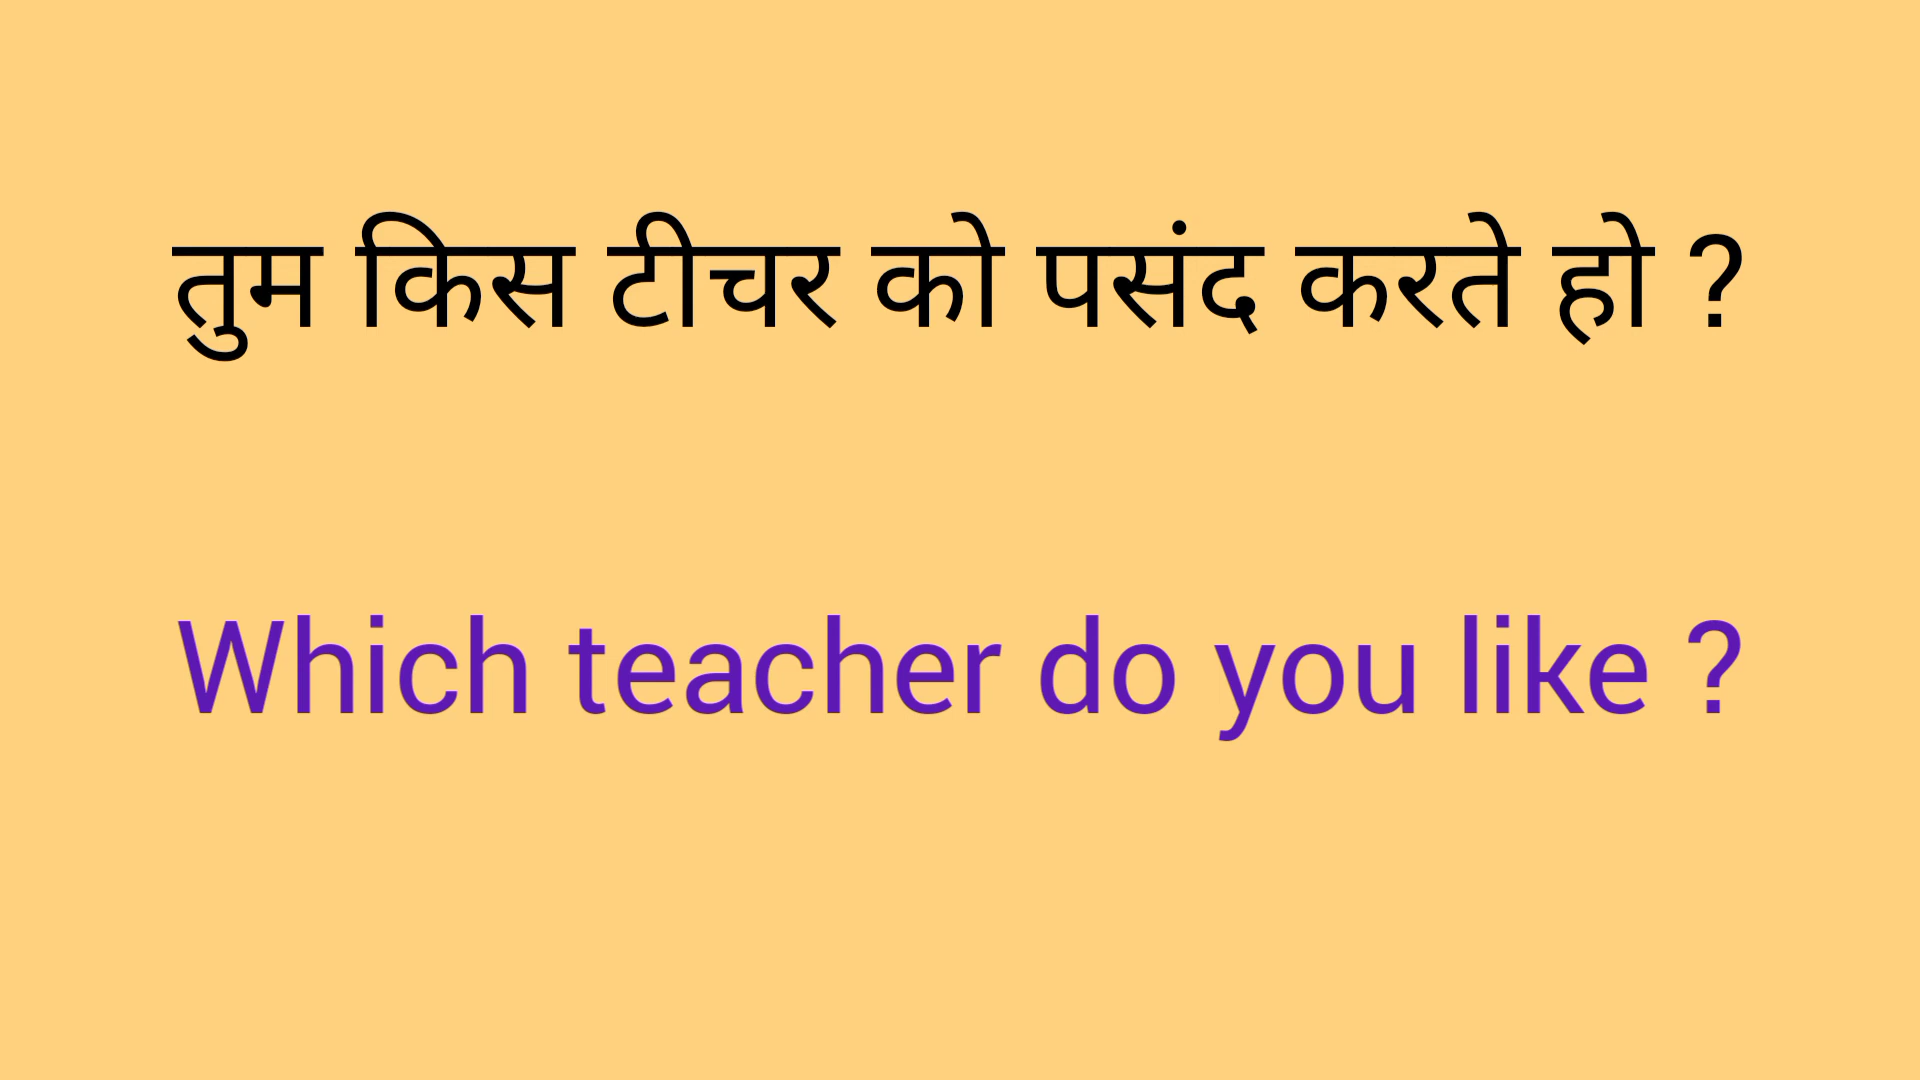 तुम किस टीचर को पसंद करते हो ?
Which teacher do you like ?